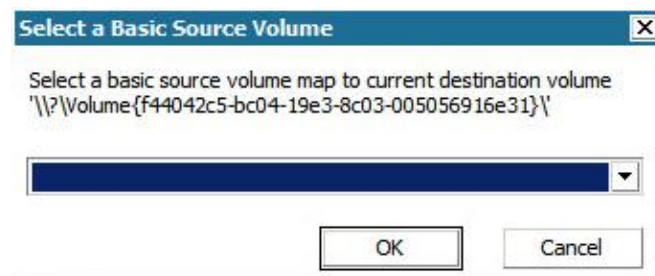 Select a Basic Source Volume
Select a basic source volume map to current destination volume
'\\?\Volume{f44042c5-bc04-19e3-8c03-005056916e31}\'
OK Cancel